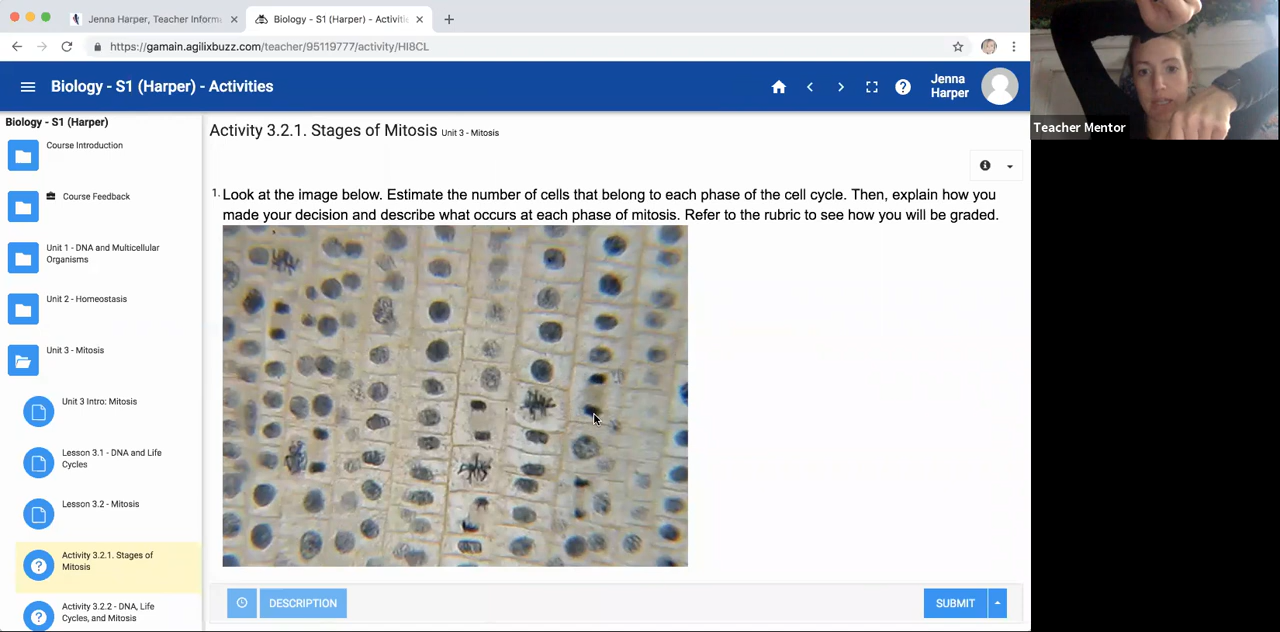 Jenna Harper, Teacher Inform
Biology - S1 (Harper) - Activitie
https://gamain.agilixbuzz.com/teacher/95119777/activity/HI8CL
Biology - S1 (Harper) - Activities
Jenna
Harper
Teacher Mentor
Biology - S1 (Harper)
Course Introduction
Course Feedback
Unit 1 - DNA and Multicellular
Organisms
Unit 2 - Homeostasis
Unit 3 - Mitosis
Unit 3 Intro: Mitosis
Lesson 3.1 - DNA and Life
Cycles
Lesson 3.2 - Mitosis
Activity 3.2.1. Stages of
Mitosis
Activity 3.2.2 - DNA, Life
Cycles, and Mitosis
Activity 3.2.1. Stages of Mitosis Unit 3 - Mitosis
1. Look at the image below. Estimate the number of cells that belong to each phase of the cell cycle. Then, explain how you
made your decision and describe what occurs at each phase of mitosis. Refer to the rubric to see how you will be graded.
DESCRIPTION
SUBMIT